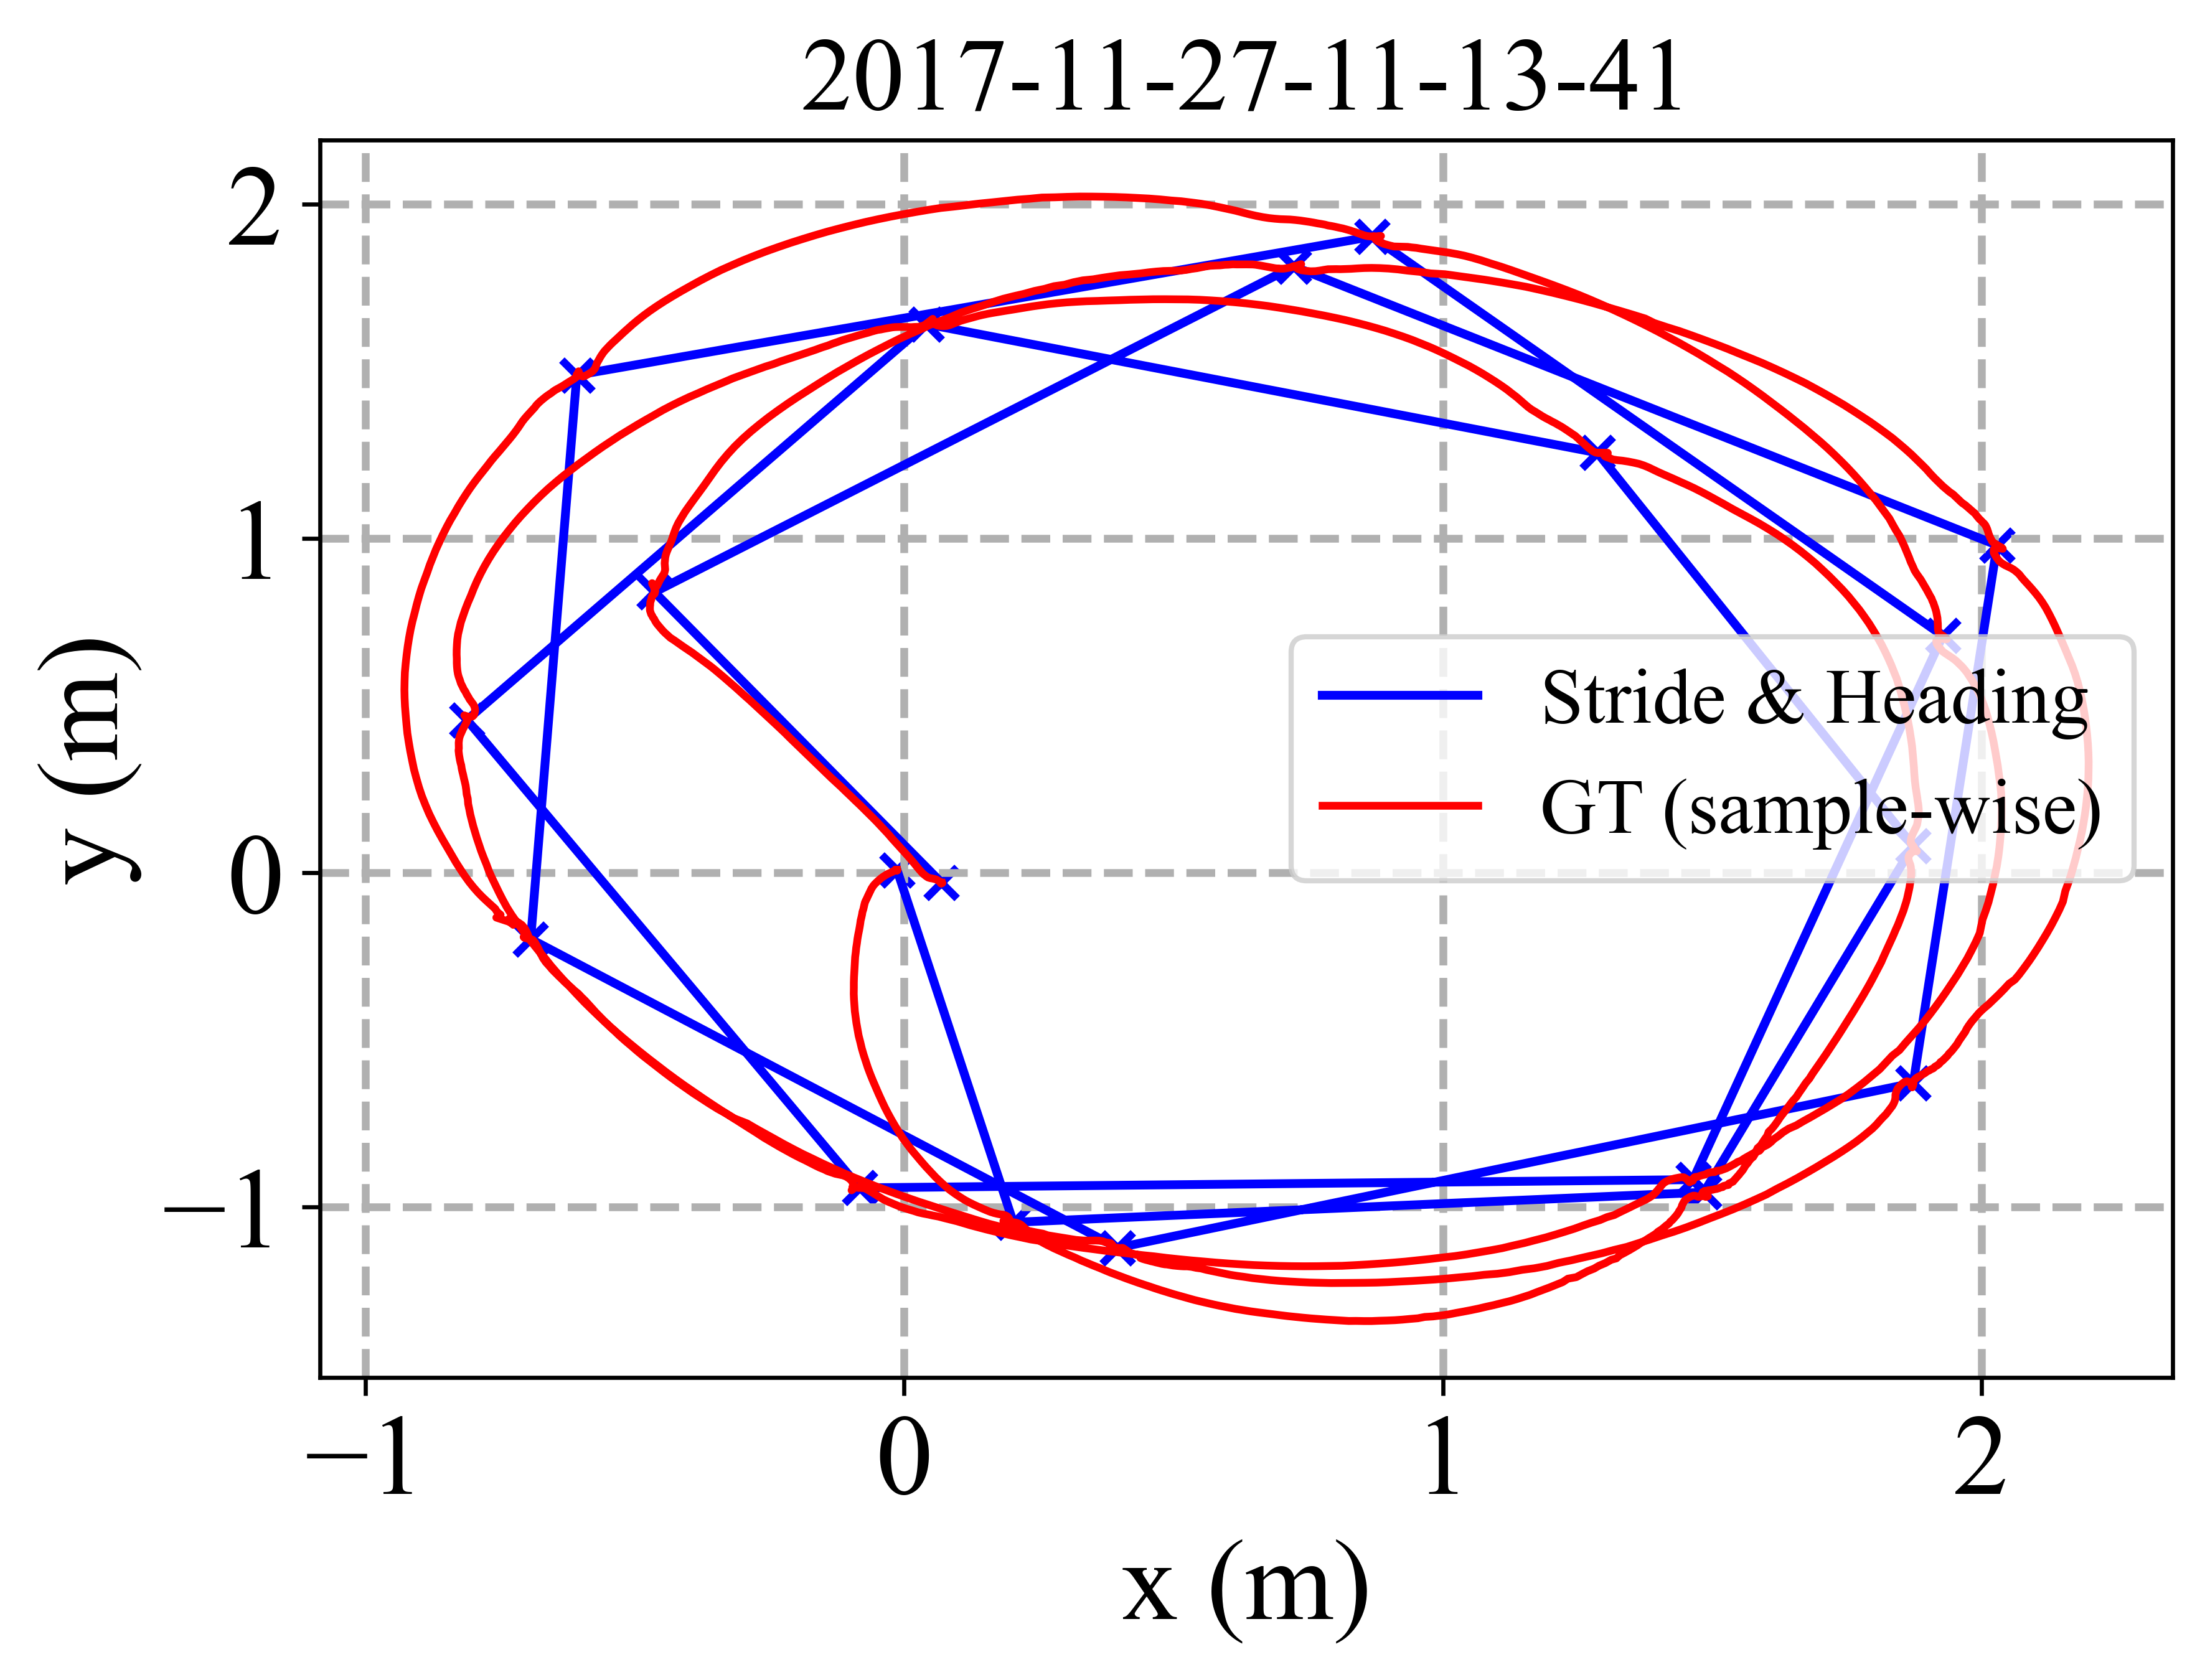 2017-11-27-11-13-41
2
1
0
−1
y (m)
Stride & Heading
GT (sample-wise)
−1 0 1 2
x (m)